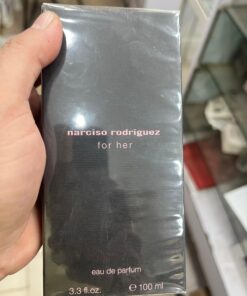 narciso rodriguez
for her
eau de parfum
3.3 fl.oz. ℮ 100 ml